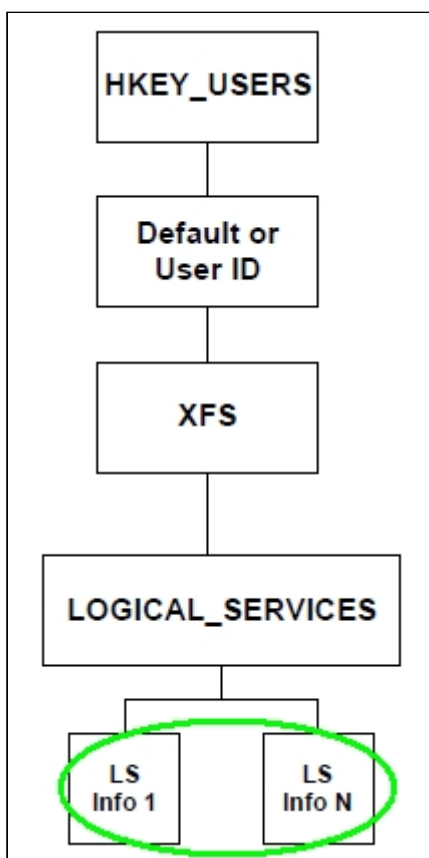 HKEY_USERS
Default or
User ID
XFS
LOGICAL_SERVICES
LS
Info 1
LS
Info N